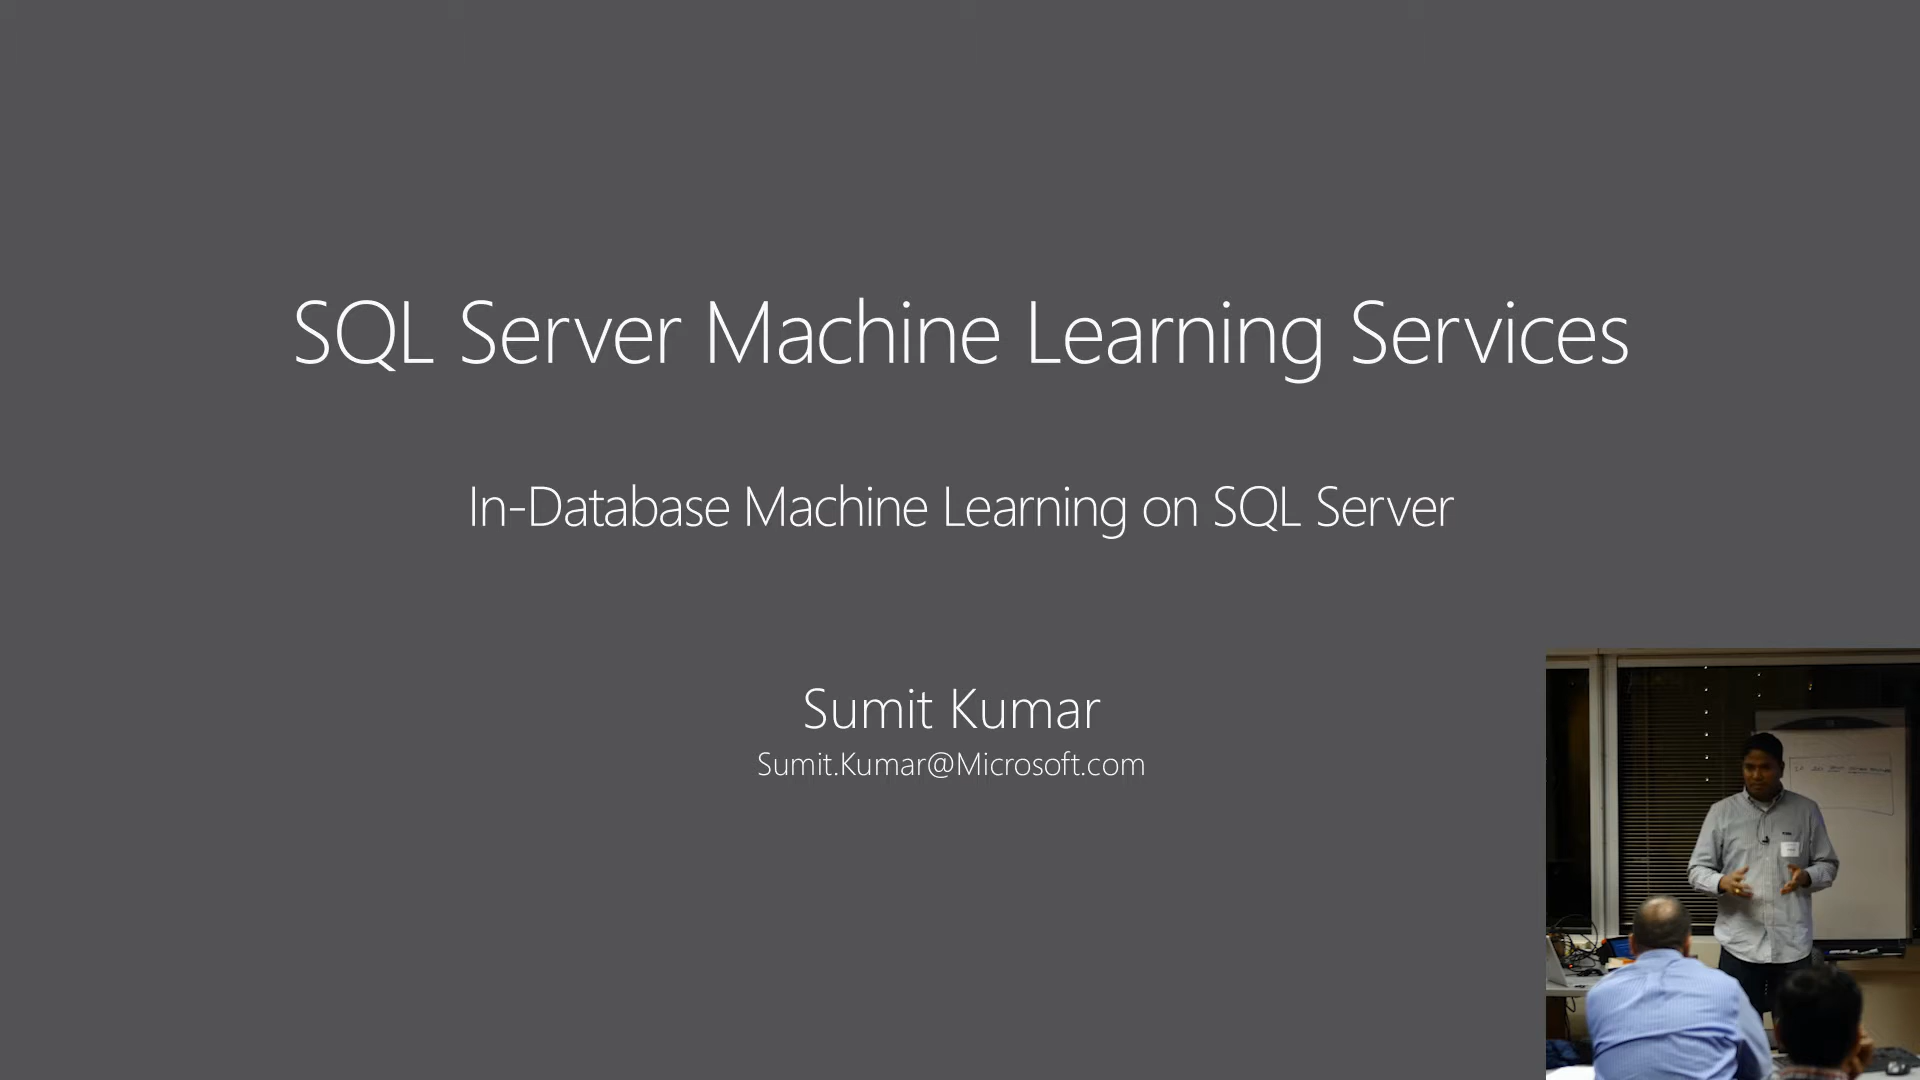 SQL Server Machine Learning Services
In-Database Machine Learning on SQL Server
Sumit Kumar
Sumit.Kumar@Microsoft.com